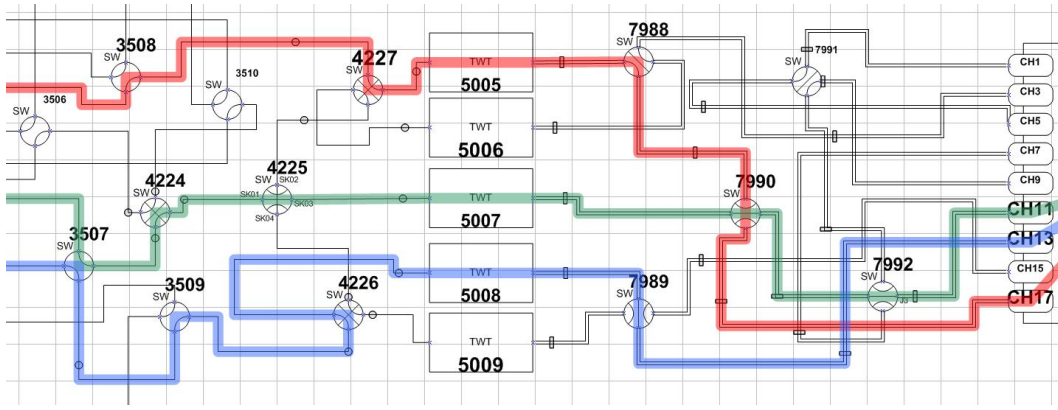 3508
SW
3506
SW
3510
SW
4227
SW
TWT
5005
TWT
5006
4225
SW
SK02
SK01
SK03
SK04
4224
SW
TWT
5007
3507
SW
3509
SW
4226
SW
TWT
5008
TWT
5009
7988
SW
7991
SW
7990
SW
7989
SW
7992
SW
J3
CH1
CH3
CH5
CH7
CH9
CH11
CH13
CH15
CH17